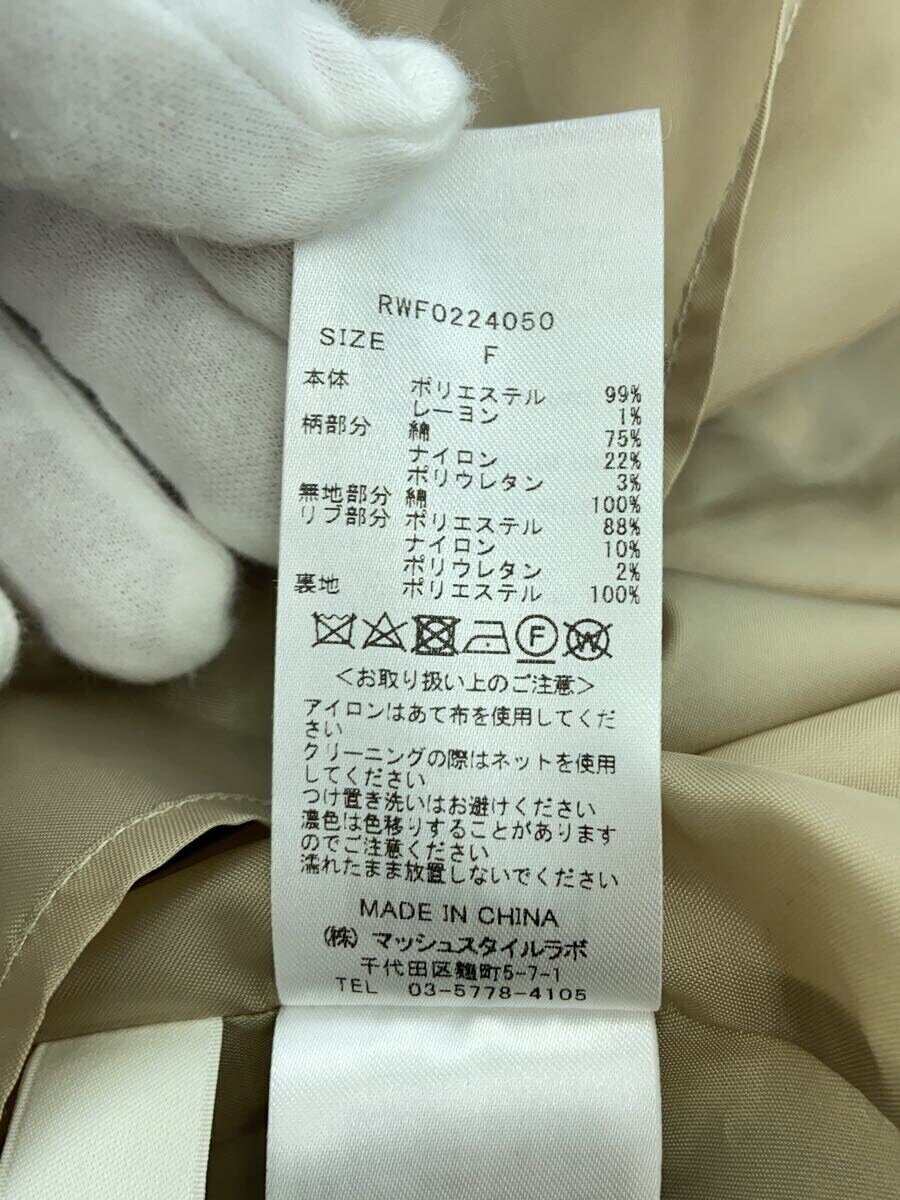 RWF0224050
SIZE F
本体 ポリエステル 99%
レーヨン 1%
柄部分 綿 75%
ナイロン 22%
ポリウレタン 3%
無地部分 綿 100%
リブ部分 ポリエステル 88%
ナイロン 10%
ポリウレタン 2%
裏地 ポリエステル 100%
F W
<お取り扱い上のご注意>
アイロンはあて布を使用してくだ
さい
クリーニングの際はネットを使用
してください
つけ置き洗いはお避けください
濃色は色移りすることがあります
のでご注意ください
濡れたまま放置しないでください
MADE IN CHINA
(株) マッシュスタイルラボ
千代田区麹町5-7-1
TEL 03-5778-4105